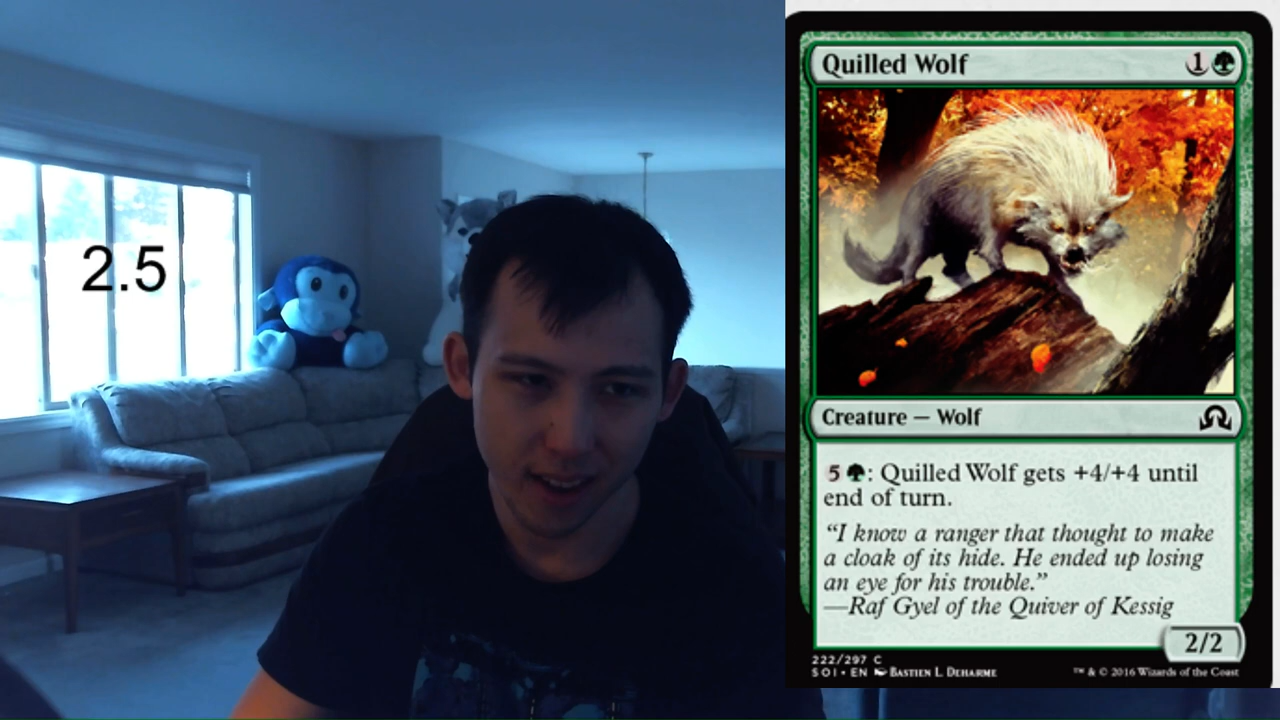 2.5
Quilled Wolf 1
Creature — Wolf
5 : Quilled Wolf gets +4/+4 until
end of turn.
“I know a ranger that thought to make
a cloak of its hide. He ended up losing
an eye for his trouble.”
—Raf Gyel of the Quiver of Kessig
2/2
222/297 C
SOI • EN Bastien L. Deharme
™ & © 2016 Wizards of the Coast